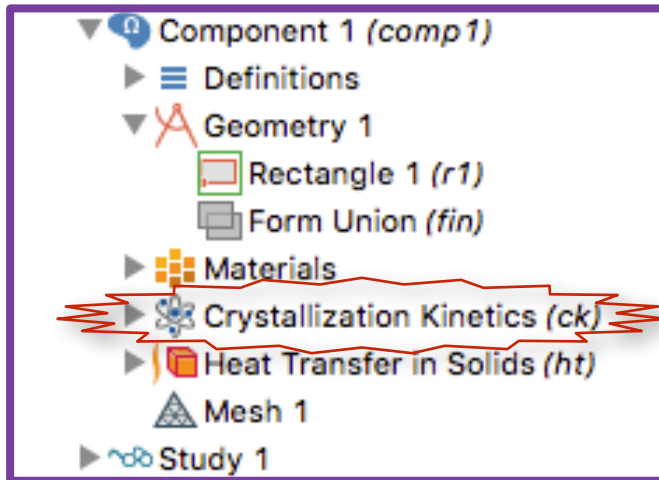 Component 1 (comp1)
Definitions
Geometry 1
Rectangle 1 (r1)
Form Union (fin)
Materials
Crystallization Kinetics (ck)
Heat Transfer in Solids (ht)
Mesh 1
Study 1